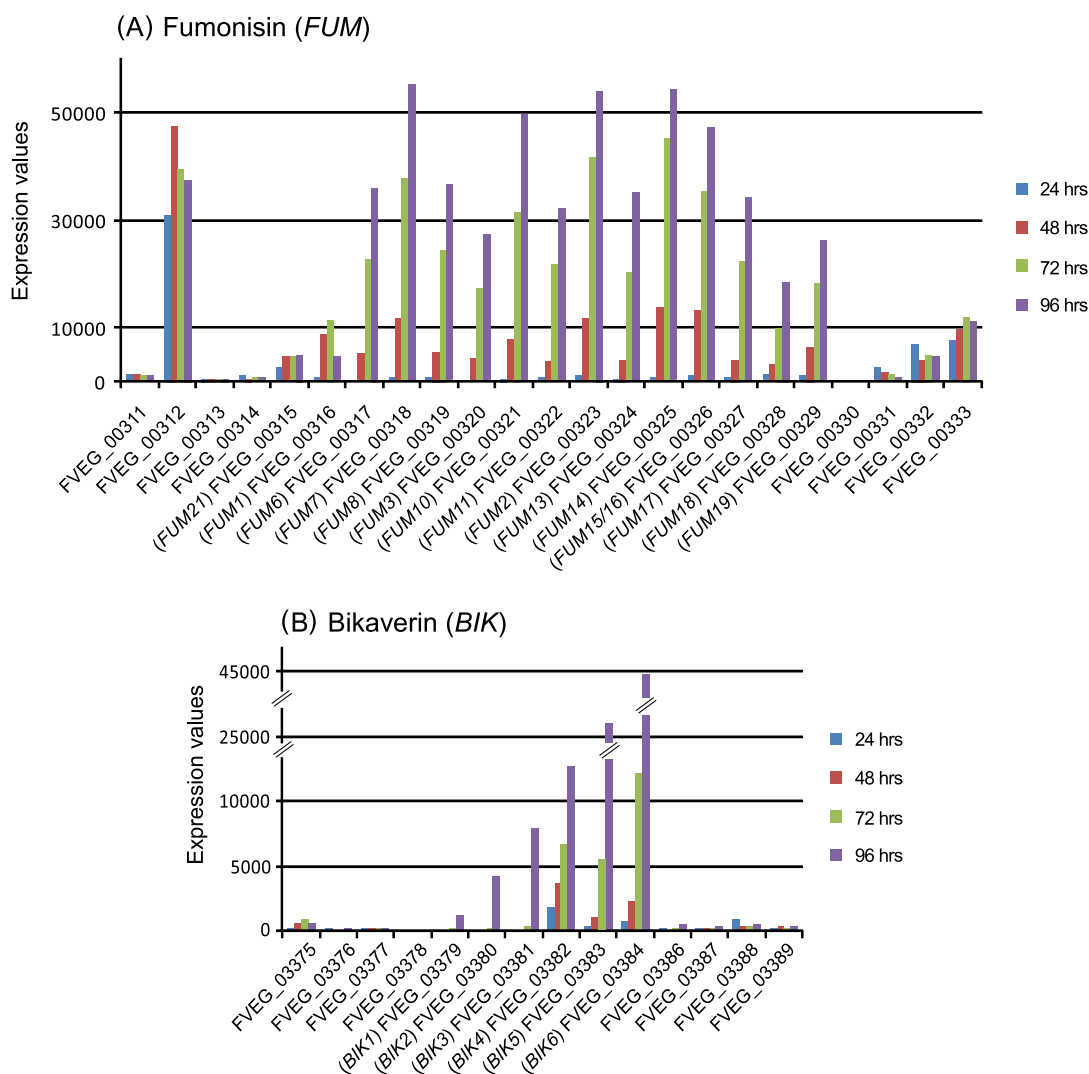 (A) Fumonisin (FUM)
Expression values
50000
30000
10000
0
24 hrs
48 hrs
72 hrs
96 hrs
FVEG_00311
FVEG_00312
FVEG_00313
FVEG_00314
(FUM21) FVEG_00315
(FUM1) FVEG_00316
(FUM6) FVEG_00317
(FUM7) FVEG_00318
(FUM8) FVEG_00319
(FUM3) FVEG_00320
(FUM10) FVEG_00321
(FUM11) FVEG_00322
(FUM2) FVEG_00323
(FUM13) FVEG_00324
(FUM14) FVEG_00325
(FUM15/16) FVEG_00326
(FUM17) FVEG_00327
(FUM18) FVEG_00328
(FUM19) FVEG_00329
FVEG_00330
FVEG_00331
FVEG_00332
FVEG_00333
(B) Bikaverin (BIK)
Expression values
45000
25000
10000
5000
0
24 hrs
48 hrs
72 hrs
96 hrs
FVEG_03375
FVEG_03376
FVEG_03377
FVEG_03378
(BIK1) FVEG_03379
(BIK2) FVEG_03380
(BIK3) FVEG_03381
(BIK4) FVEG_03382
(BIK5) FVEG_03383
(BIK6) FVEG_03384
FVEG_03386
FVEG_03387
FVEG_03388
FVEG_03389